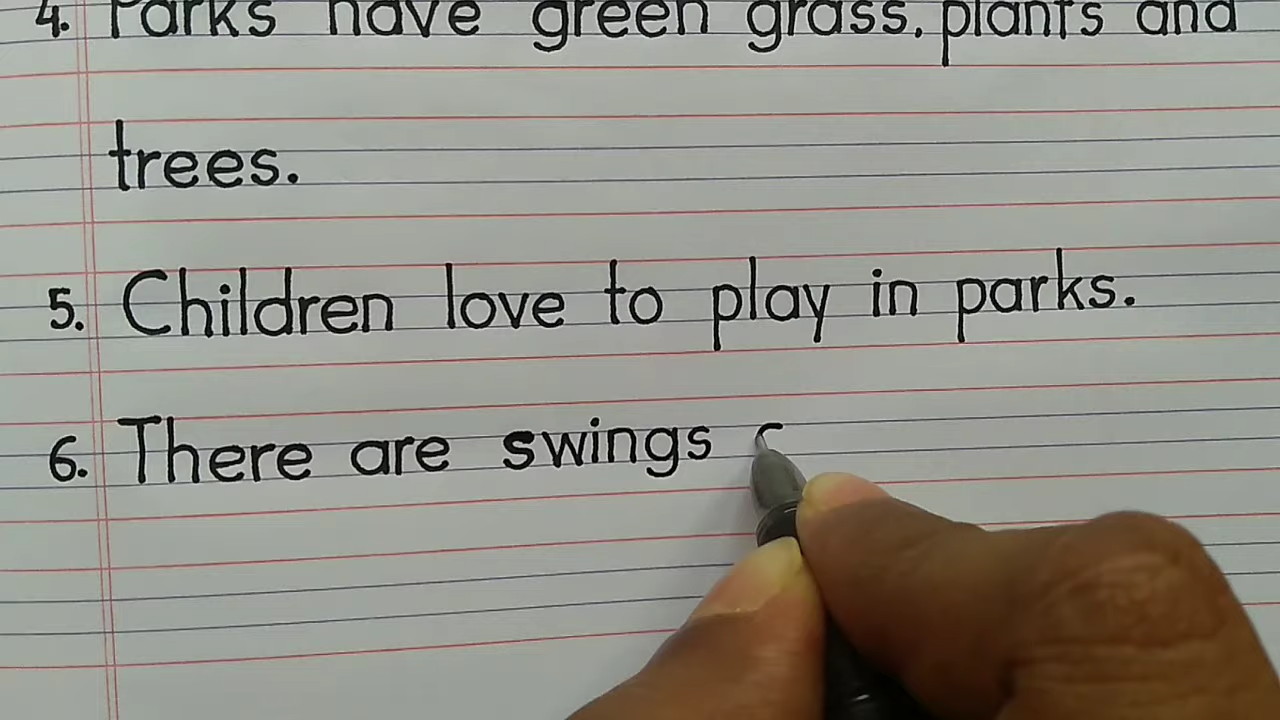 4. Parks have green grass, plants and
trees.
5. Children love to play in parks.
6. There are swings